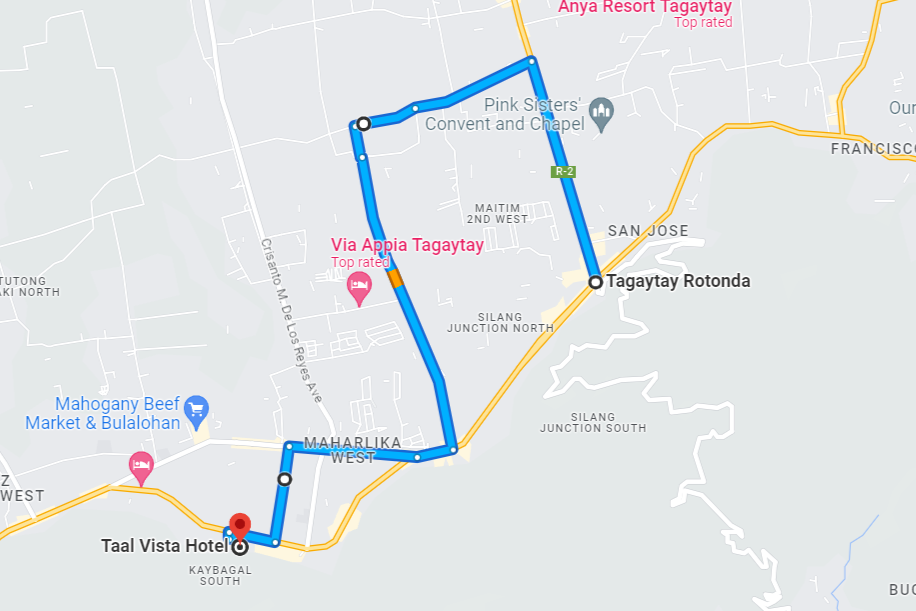 Anya Resort Tagaytay
Top rated
Pink Sisters'
Convent and Chapel
Our
FRANCISCO
R-2
MAITIM
2ND WEST
SAN JOSE
Via Appia Tagaytay
Top rated
Crisanto M. De Los Reyes Ave
TUTONG
AKI NORTH
Tagaytay Rotonda
SILANG
JUNCTION NORTH
Mahogany Beef
Market & Bulalohan
SILANG
JUNCTION SOUTH
MAHARLIKA
WEST
Z
WEST
Taal Vista Hotel
KAYBAGAL
SOUTH
BUC